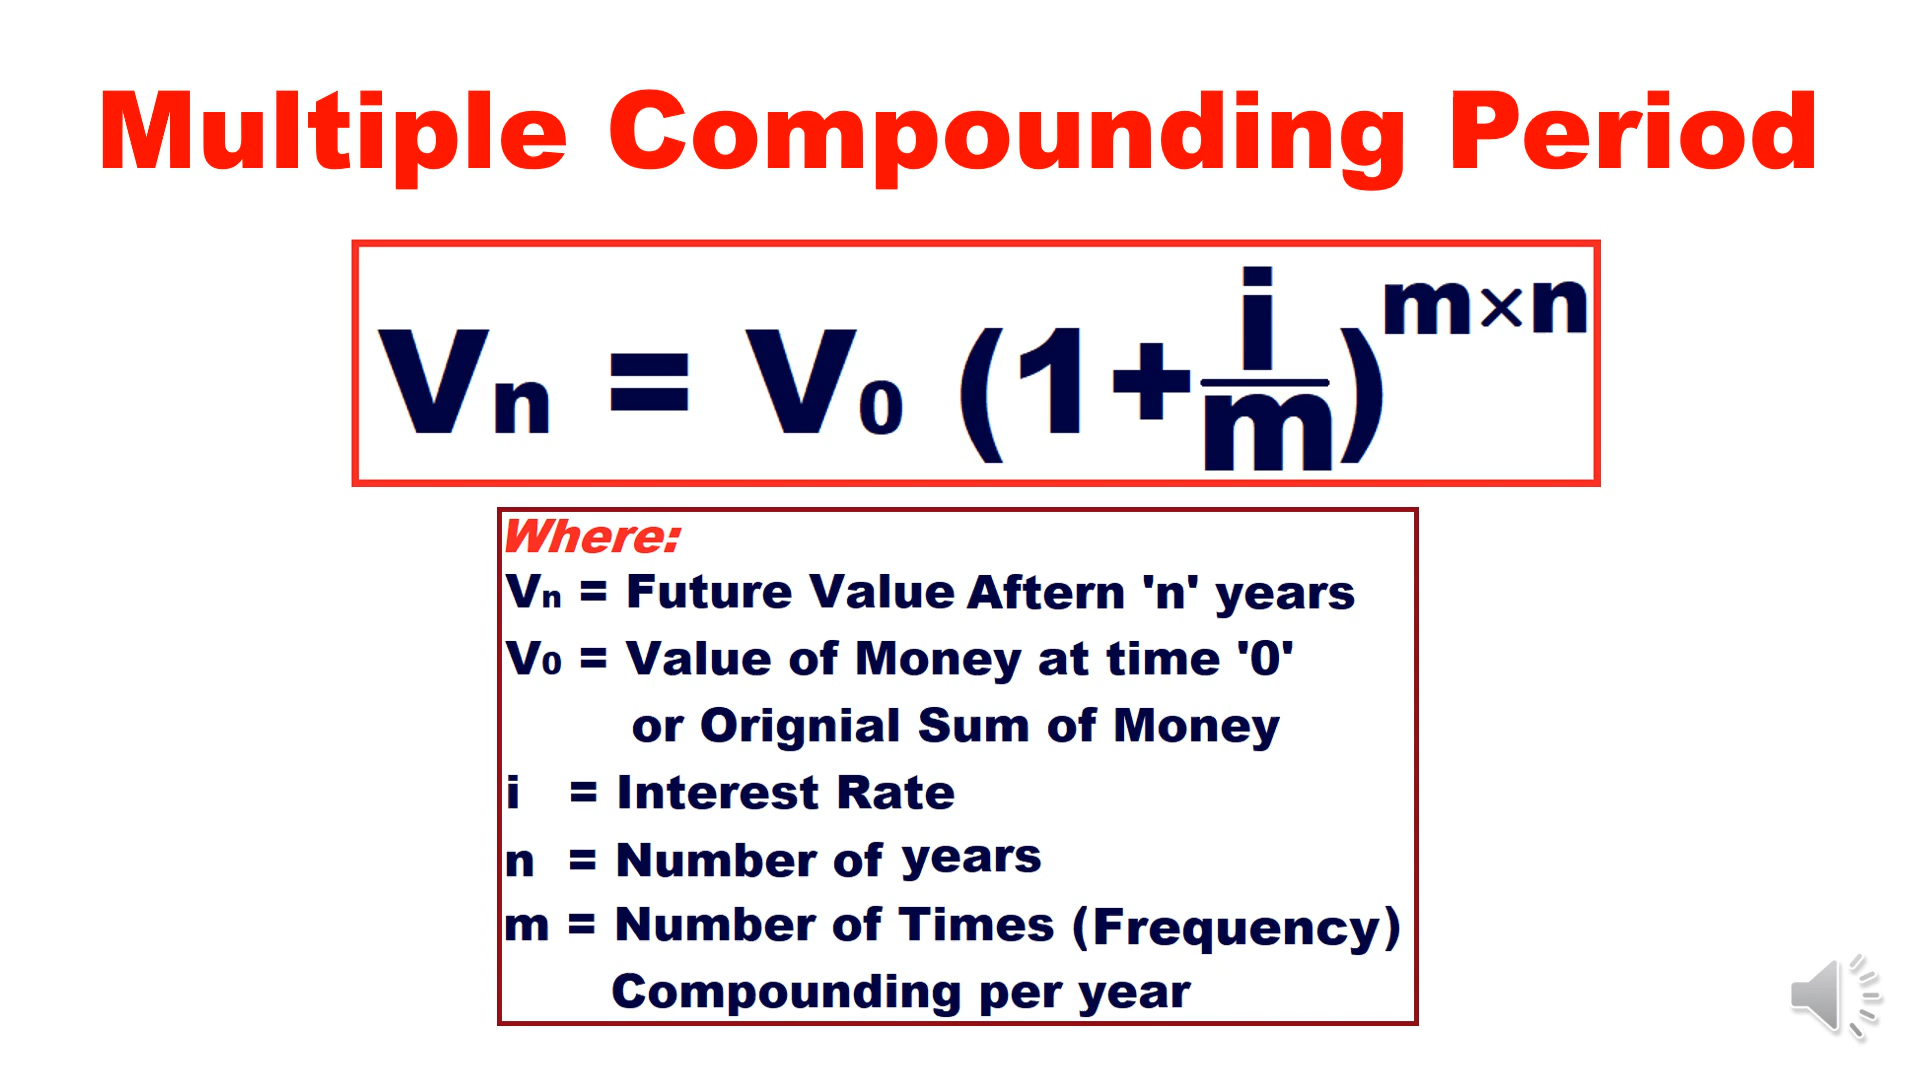 Multiple Compounding Period
Vn = V0 (1+i/m)^m×n
Where:
Vn = Future Value Aftern 'n' years
V0 = Value of Money at time '0'
or Orignial Sum of Money
i = Interest Rate
n = Number of years
m = Number of Times (Frequency)
Compounding per year